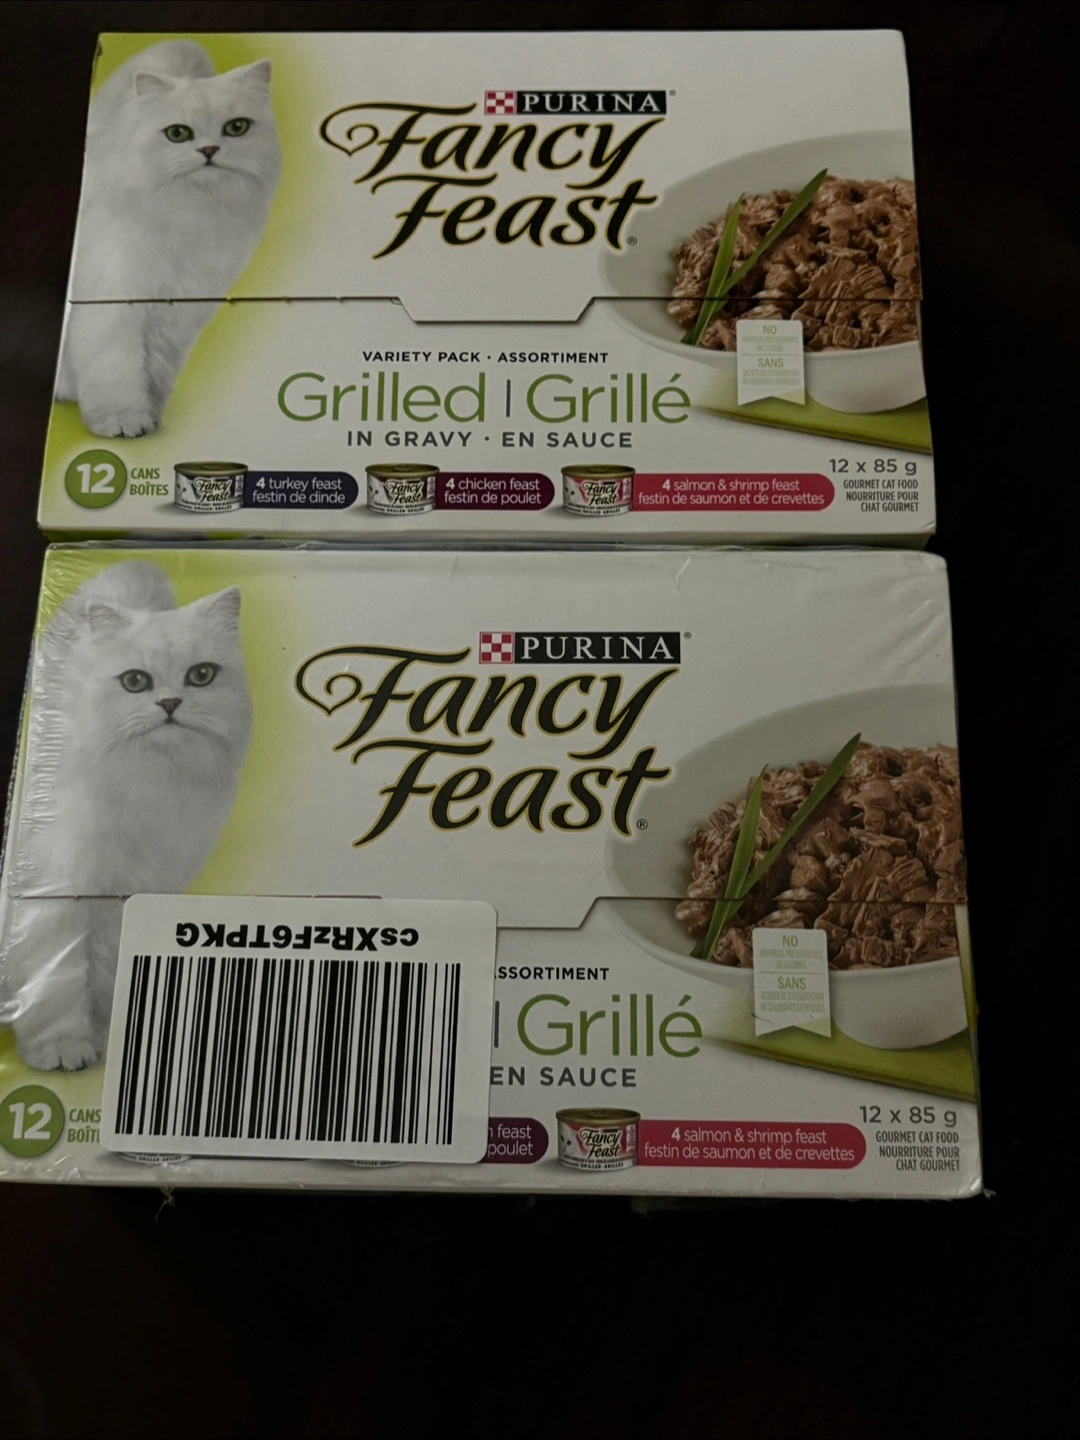 PURINA®
Fancy
Feast®
VARIETY PACK · ASSORTIMENT
Grilled | Grillé
IN GRAVY · EN SAUCE
NO
SANS
12 CANS
BOÎTES
Fancy
Feast
4 turkey feast
festin de dinde
Fancy
Feast
4 chicken feast
festin de poulet
Fancy
Feast
4 salmon & shrimp feast
festin de saumon et de crevettes
12 x 85 g
GOURMET CAT FOOD
NOURRITURE POUR
CHAT GOURMET
PURINA®
Fancy
Feast®
csXRzF6TPKG
SSORTIMENT
| Grillé
EN SAUCE
NO
SANS
12 CANS
BOÎT
feast
poulet
Fancy
Feast
4 salmon & shrimp feast
festin de saumon et de crevettes
12 x 85 g
GOURMET CAT FOOD
NOURRITURE POUR
CHAT GOURMET